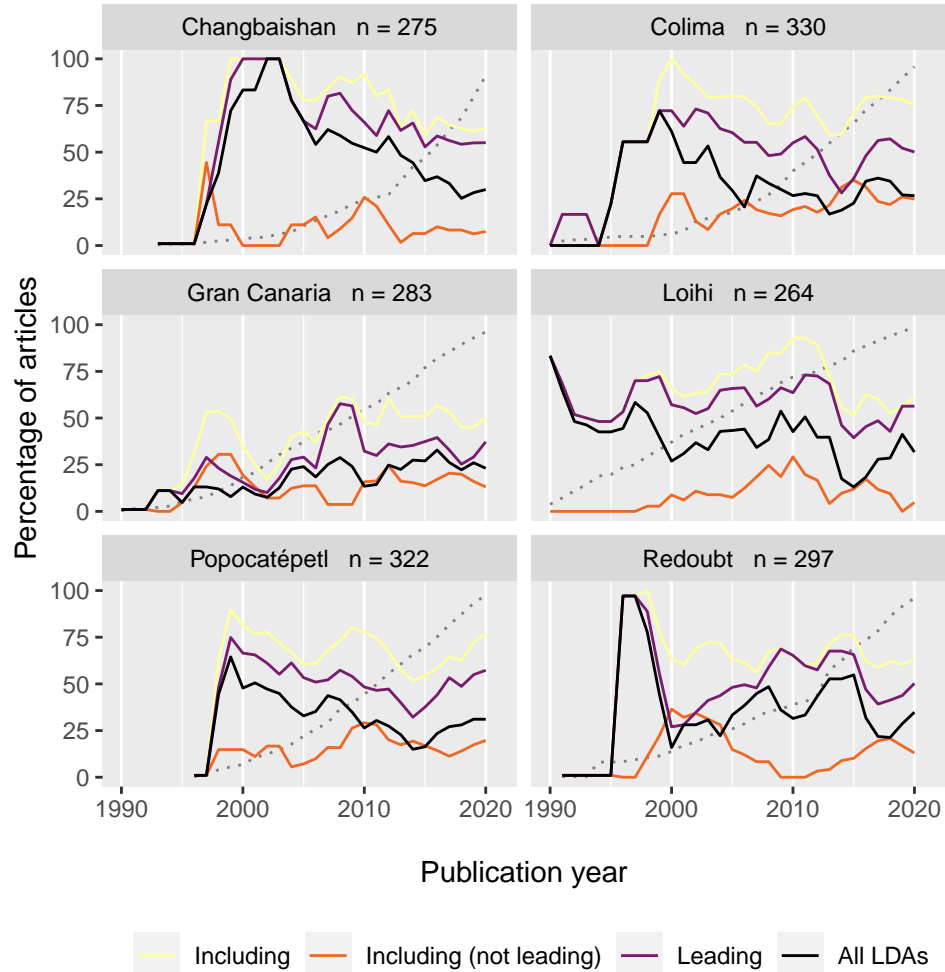 Changbaishan n = 275
Colima n = 330
100
75
50
25
0
Gran Canaria n = 283
Loihi n = 264
100
75
50
25
0
Popocatépetl n = 322
Redoubt n = 297
100
75
50
25
0
1990 2000 2010 2020
1990 2000 2010 2020
Percentage of articles
Publication year
Including Including (not leading) Leading All LDAs